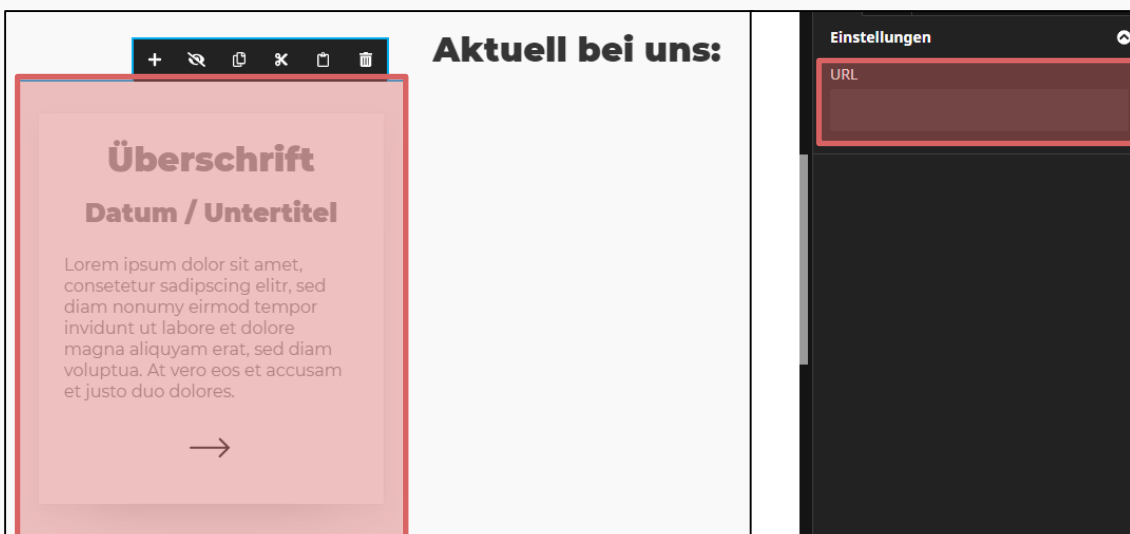 Aktuell bei uns:
Überschrift
Datum / Untertitel
Lorem ipsum dolor sit amet,
consetetur sadipscing elitr, sed
diam nonumy eirmod tempor
invidunt ut labore et dolore
magna aliquyam erat, sed diam
voluptua. At vero eos et accusam
et justo duo dolores.
Einstellungen
URL